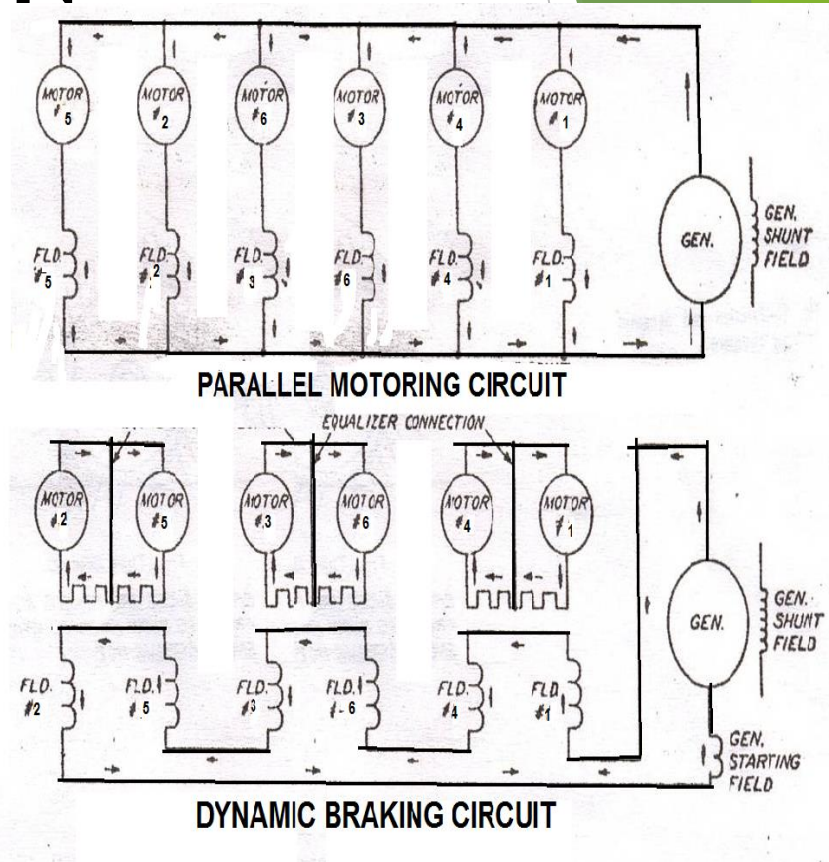 MOTOR
# 5
MOTOR
# 2
MOTOR
# 6
MOTOR
# 3
MOTOR
# 4
MOTOR
# 1
FLD.
# 5
FLD.
# 2
FLD.
# 3
FLD.
#6
FLD.
# 4
FLD.
#1
GEN.
GEN.
SHUNT
FIELD
PARALLEL MOTORING CIRCUIT
EQUALIZER CONNECTION
MOTOR
#2
MOTOR
#5
MOTOR
#3
MOTOR
#6
MOTOR
#4
MOTOR
#1
FLD.
#2
FLD.
#5
FLD.
#3
FLD.
6
FLD.
#4
FLD.
#1
GEN.
GEN.
SHUNT
FIELD
GEN.
STARTING
FIELD
DYNAMIC BRAKING CIRCUIT